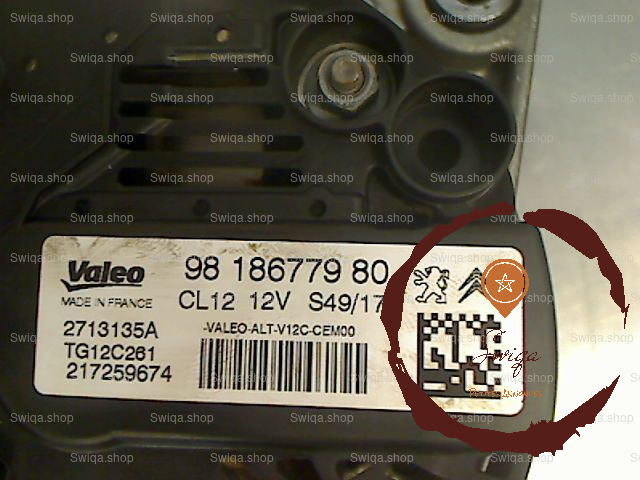 Valeo
MADE IN FRANCE
98 186779 80
CL12 12V S49/17
2713135A
TG12C261
217259674
-VALEO-ALT-V12C-CEM00
Swiqa
Swiqa.shop